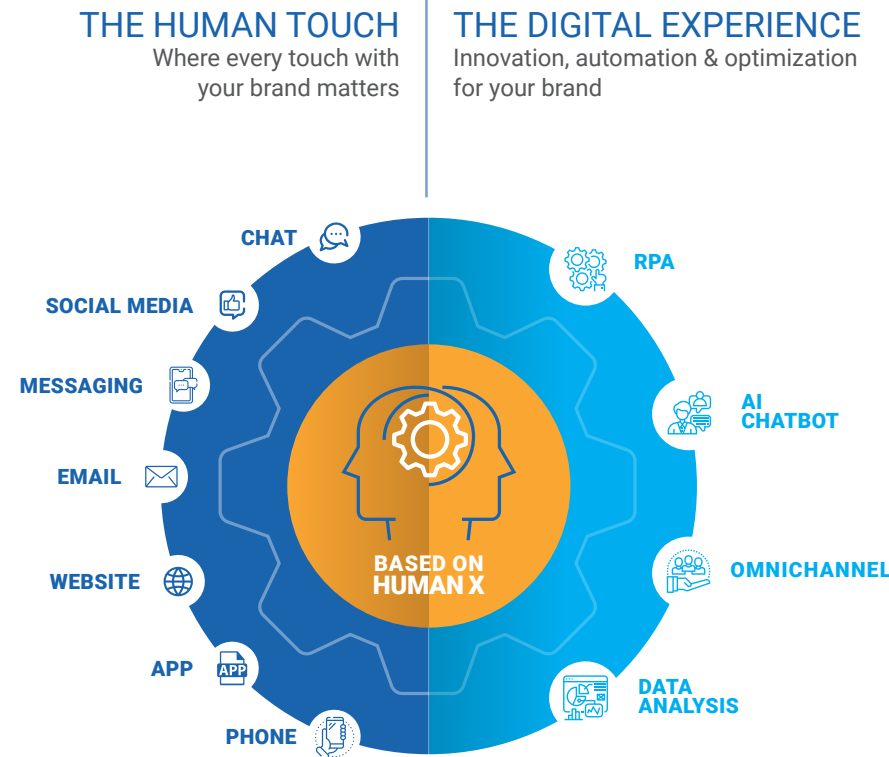 THE HUMAN TOUCH
Where every touch with
your brand matters
THE DIGITAL EXPERIENCE
Innovation, automation & optimization
for your brand
CHAT
SOCIAL MEDIA
MESSAGING
EMAIL
WEBSITE
APP
APP
PHONE
BASED ON
HUMAN X
RPA
AI
CHATBOT
OMNICHANNEL
DATA
ANALYSIS